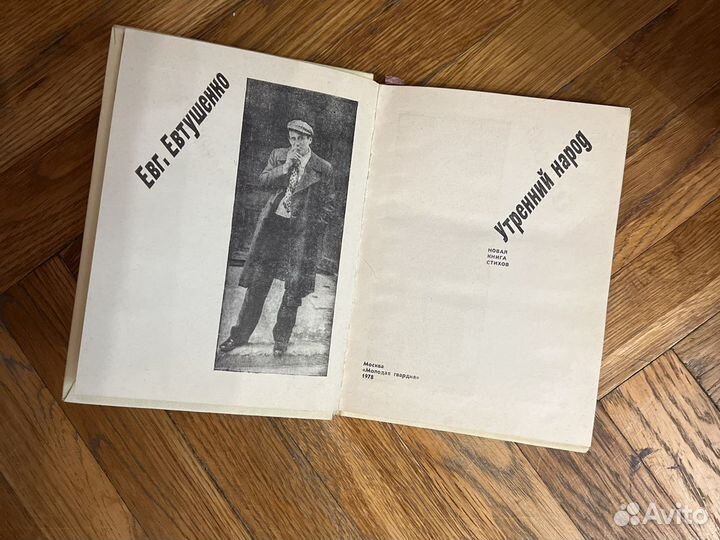 Евг. Евтушенко
Утренний народ
НОВАЯ
КНИГА
СТИХОВ
Москва
«Молодая гвардия»
1978
Avito